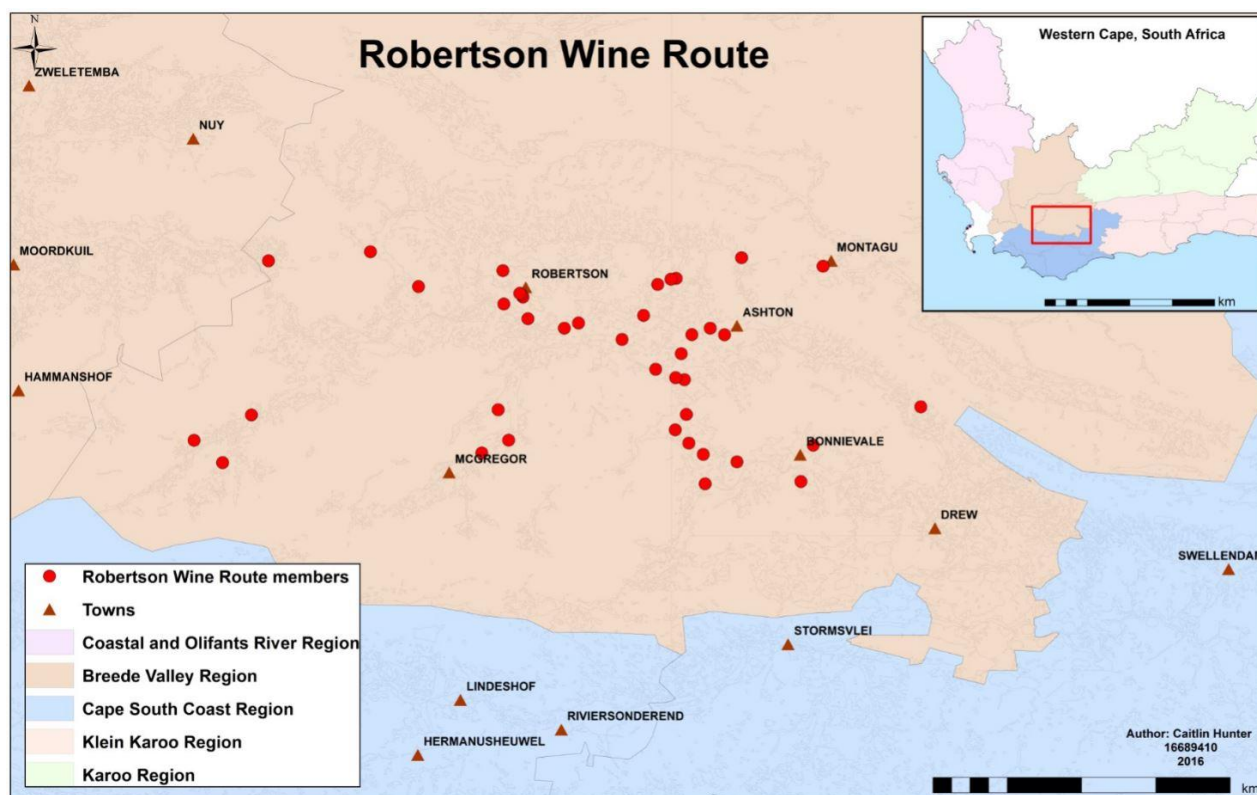 Robertson Wine Route
N
Western Cape, South Africa
km
ZWELETEMBA
NUY
MOORDKUIL
MONTAGU
ROBERTSON
ASHTON
HAMMANSHOF
BONNIEVALE
MCGREGOR
DREW
SWELLENDAM
STORMSVLEI
LINDESHOF
RIVIERSONDEREND
HERMANUSHEUWEL
Robertson Wine Route members
Towns
Coastal and Olifants River Region
Breede Valley Region
Cape South Coast Region
Klein Karoo Region
Karoo Region
Author: Caitlin Hunter
16689410
2016
km